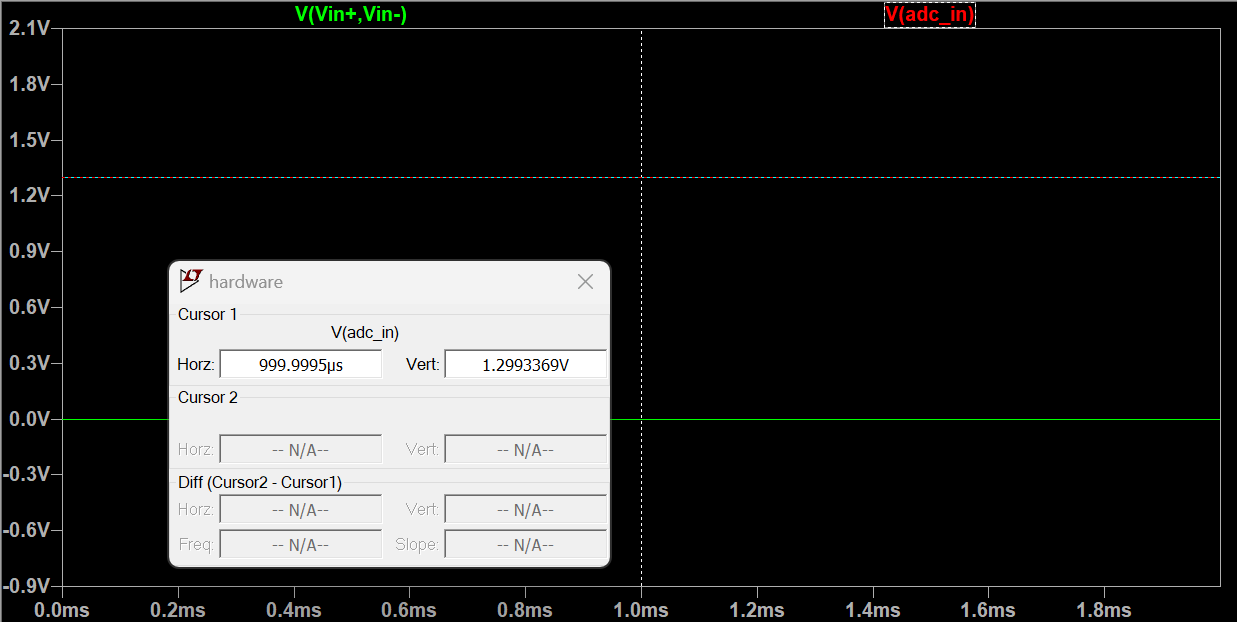 V(Vin+,Vin-) V(adc_in)
2.1V
1.8V
1.5V
1.2V
0.9V
0.6V
0.3V
0.0V
-0.3V
-0.6V
-0.9V
hardware
Cursor 1
V(adc_in)
Horz: 999.9995µs Vert: 1.2993369V
Cursor 2
Horz: -- N/A-- Vert: -- N/A--
Diff (Cursor2 - Cursor1)
Horz: -- N/A-- Vert: -- N/A--
Freq: -- N/A-- Slope: -- N/A--
0.0ms 0.2ms 0.4ms 0.6ms 0.8ms 1.0ms 1.2ms 1.4ms 1.6ms 1.8ms